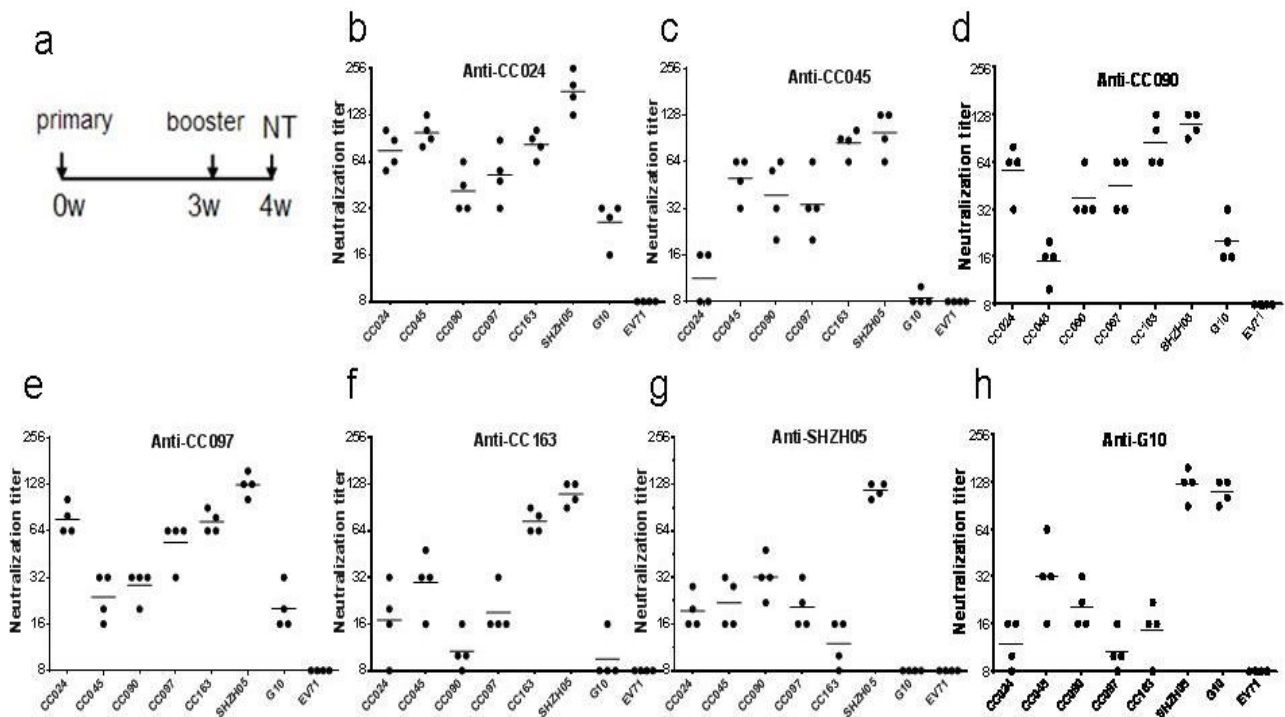 a
primary booster NT
0w 3w 4w
b
Anti-CC024
Neutralization titer
256
128
64
32
16
8
CC024 CC045 CC090 CC097 CC163 SHZH05 G10 EV71
c
Anti-CC045
Neutralization titer
256
128
64
32
16
8
CC024 CC045 CC090 CC097 CC163 SHZH05 G10 EV71
d
Anti-CC090
Neutralization titer
256
128
64
32
16
8
CC024 CC045 CC090 CC097 CC163 SHZH05 G10 EV71
e
Anti-CC097
Neutralization titer
256
128
64
32
16
8
CC024 CC045 CC090 CC097 CC163 SHZH05 G10 EV71
f
Anti-CC163
Neutralization titer
256
128
64
32
16
8
CC024 CC045 CC090 CC097 CC163 SHZH05 G10 EV71
g
Anti-SHZH05
Neutralization titer
256
128
64
32
16
8
CC024 CC045 CC090 CC097 CC163 SHZH05 G10 EV71
h
Anti-G10
Neutralization titer
256
128
64
32
16
8
CC024 CC045 CC090 CC097 CC163 SHZH05 G10 EV71